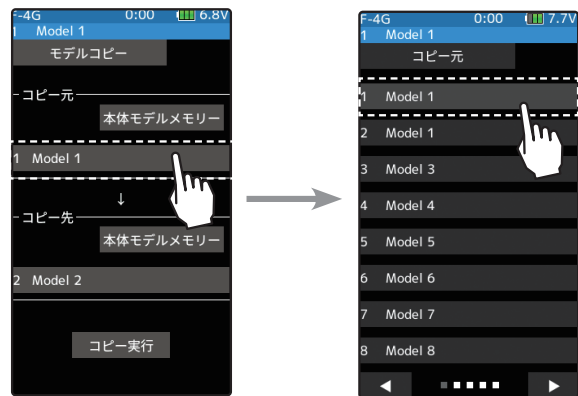 F-4G 0:00 6.8V
1 Model 1
モデルコピー
コピー元
本体モデルメモリー
1 Model 1
↓
コピー先
本体モデルメモリー
2 Model 2
コピー実行
F-4G 0:00 7.7V
1 Model 1
コピー元
1 Model 1
2 Model 1
3 Model 3
4 Model 4
5 Model 5
6 Model 6
7 Model 7
8 Model 8